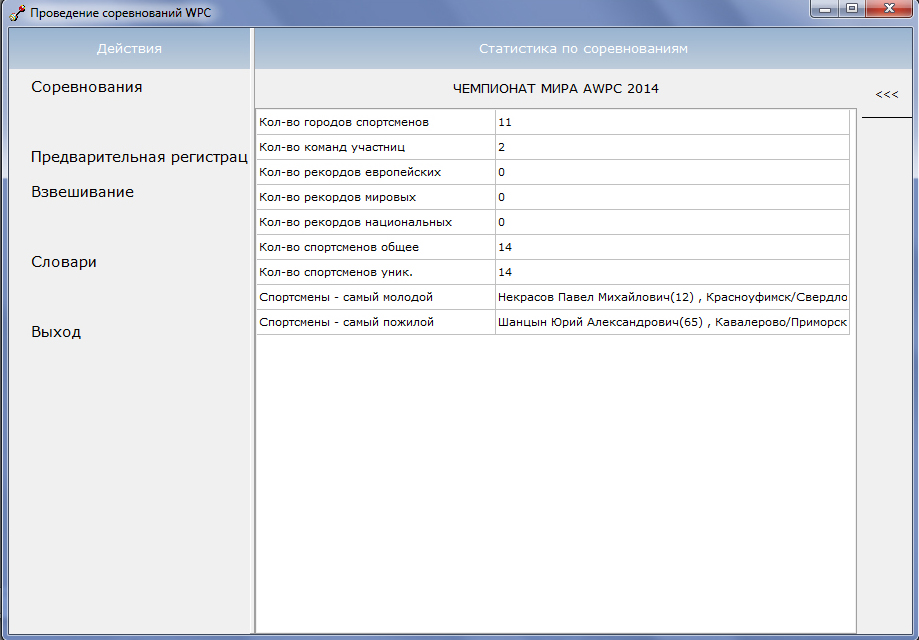 Проведение соревнований WPC
Действия
Статистика по соревнованиям
Соревнования
Предварительная регистрац
Взвешивание
Словари
Выход
ЧЕМПИОНАТ МИРА AWPC 2014
<<<
Кол-во городов спортсменов 11
Кол-во команд участниц 2
Кол-во рекордов европейских 0
Кол-во рекордов мировых 0
Кол-во рекордов национальных 0
Кол-во спортсменов общее 14
Кол-во спортсменов уник. 14
Спортсмены - самый молодой Некрасов Павел Михайлович(12) , Красноуфимск/Свердло
Спортсмены - самый пожилой Шанцын Юрий Александрович(65) , Кавалерово/Приморск